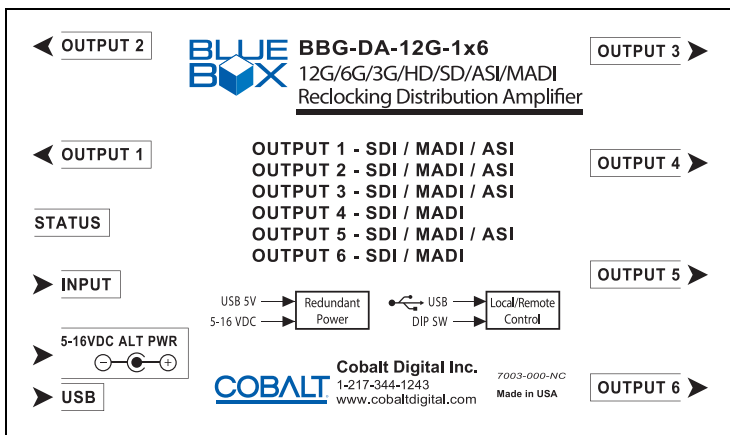 OUTPUT 2
BLUE BOX
BBG-DA-12G-1x6
12G/6G/3G/HD/SD/ASI/MADI
Reclocking Distribution Amplifier
OUTPUT 3
OUTPUT 1
OUTPUT 1 - SDI / MADI / ASI
OUTPUT 2 - SDI / MADI / ASI
OUTPUT 3 - SDI / MADI / ASI
OUTPUT 4 - SDI / MADI
OUTPUT 5 - SDI / MADI / ASI
OUTPUT 6 - SDI / MADI
OUTPUT 4
STATUS
INPUT
OUTPUT 5
USB 5V
5-16 VDC
Redundant
Power
USB
DIP SW
Local/Remote
Control
5-16VDC ALT PWR
USB
COBALT
Cobalt Digital Inc.
1-217-344-1243
www.cobaltdigital.com
7003-000-NC
Made in USA
OUTPUT 6